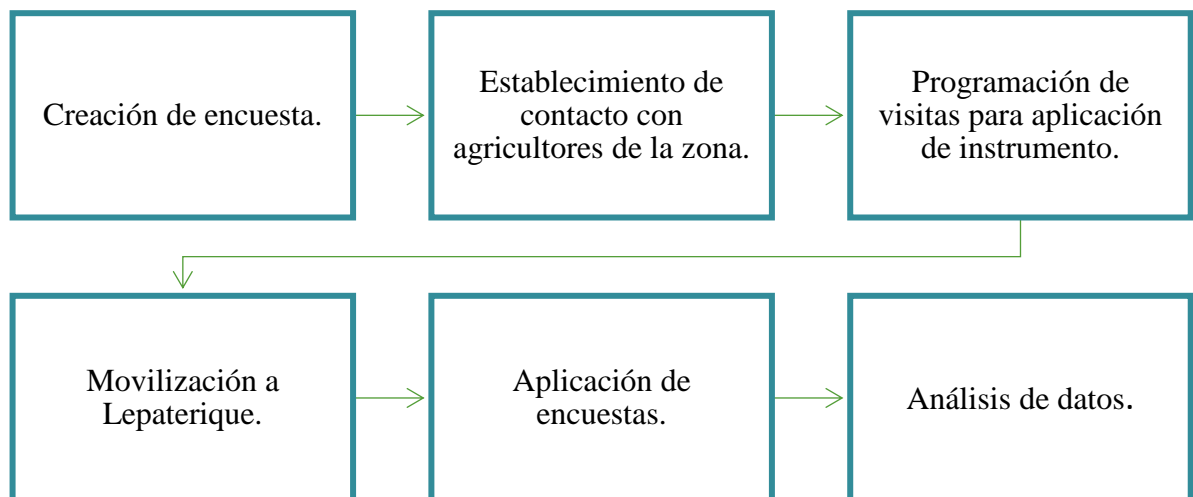 Creación de encuesta.
Establecimiento de
contacto con
agricultores de la zona.
Programación de
visitas para aplicación
de instrumento.
Movilización a
Lepaterique.
Aplicación de
encuestas.
Análisis de datos.